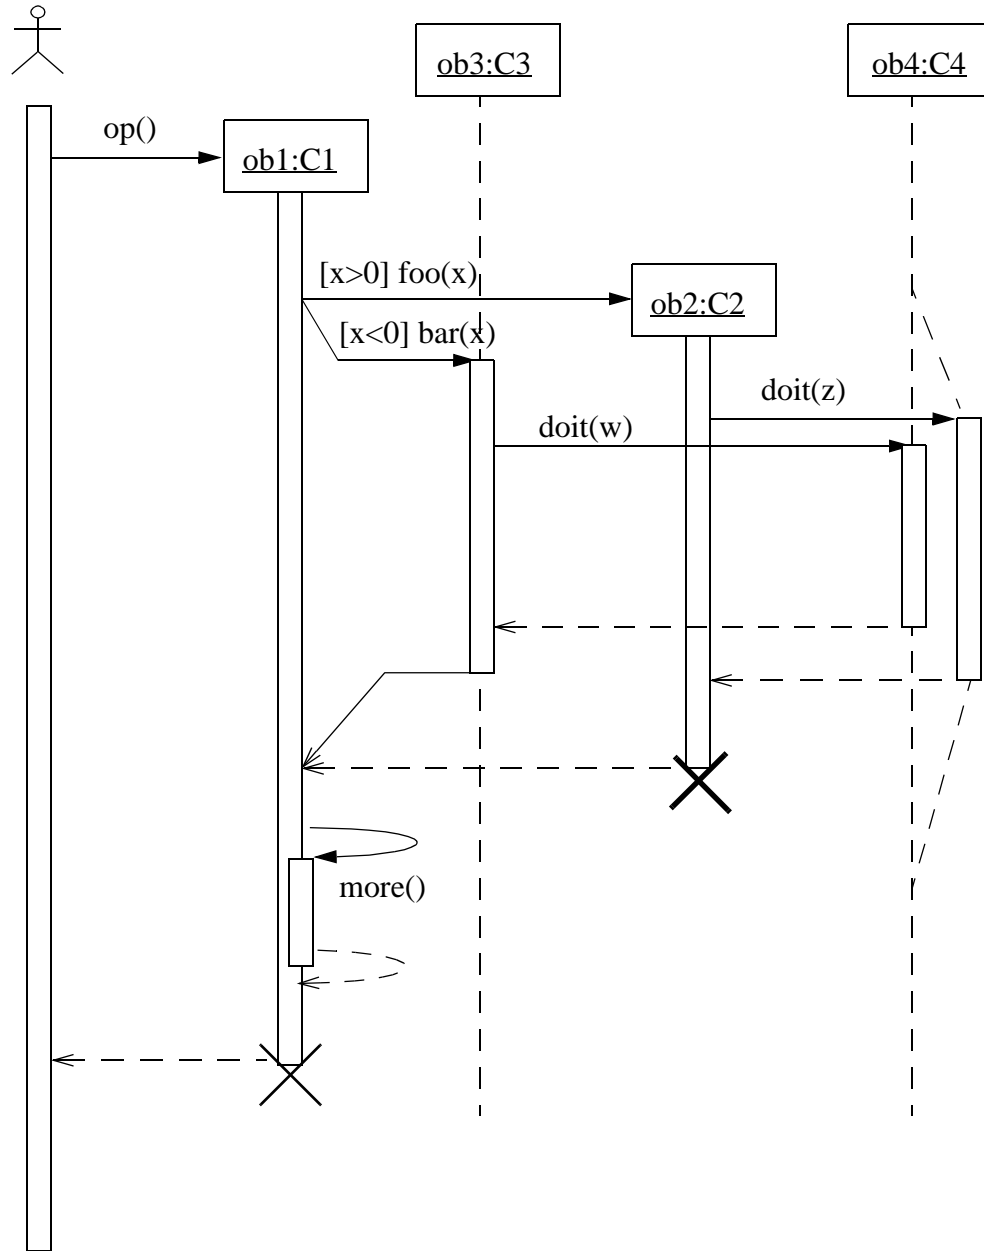 ob3:C3
ob4:C4
op()
ob1:C1
[x>0] foo(x)
ob2:C2
[x<0] bar(x)
doit(z)
doit(w)
more()